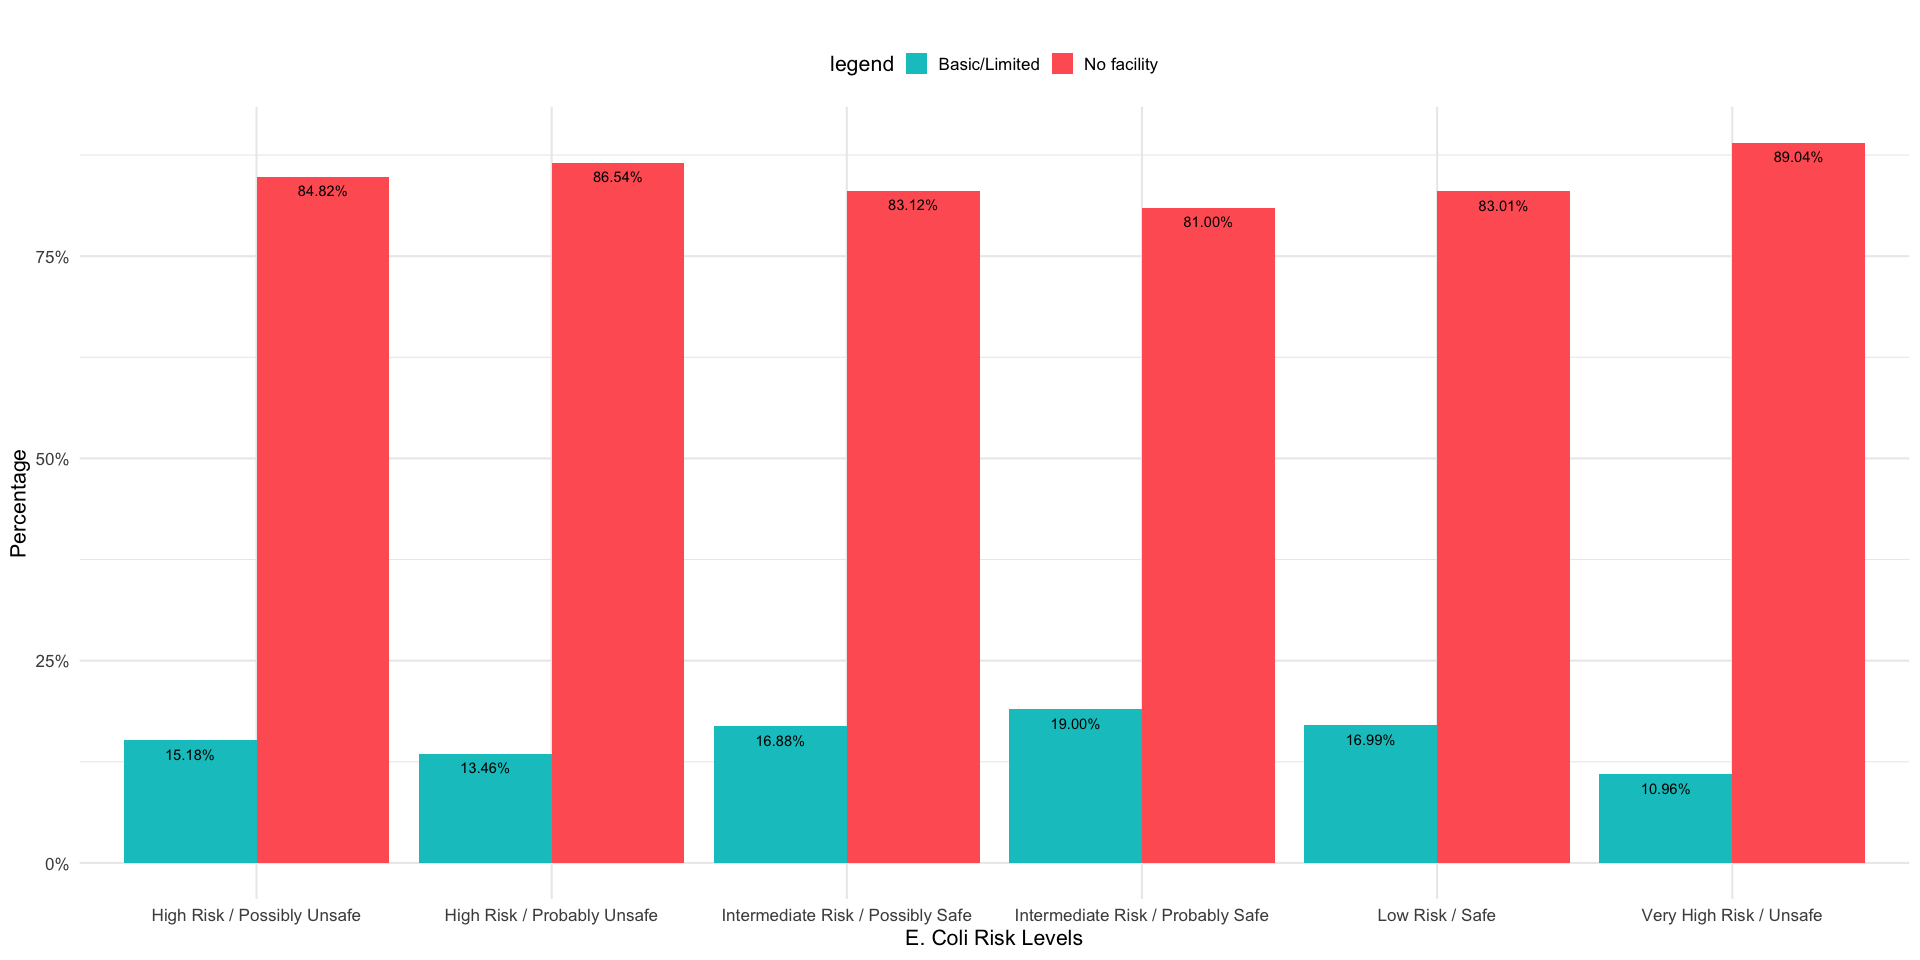 legend Basic/Limited No facility
89.04%
86.54%
84.82%
83.12%
83.01%
81.00%
75%
50%
25%
0%
19.00%
16.99%
16.88%
15.18%
13.46%
10.96%
Percentage
High Risk / Possibly Unsafe
High Risk / Probably Unsafe
Intermediate Risk / Possibly Safe
Intermediate Risk / Probably Safe
Low Risk / Safe
Very High Risk / Unsafe
E. Coli Risk Levels